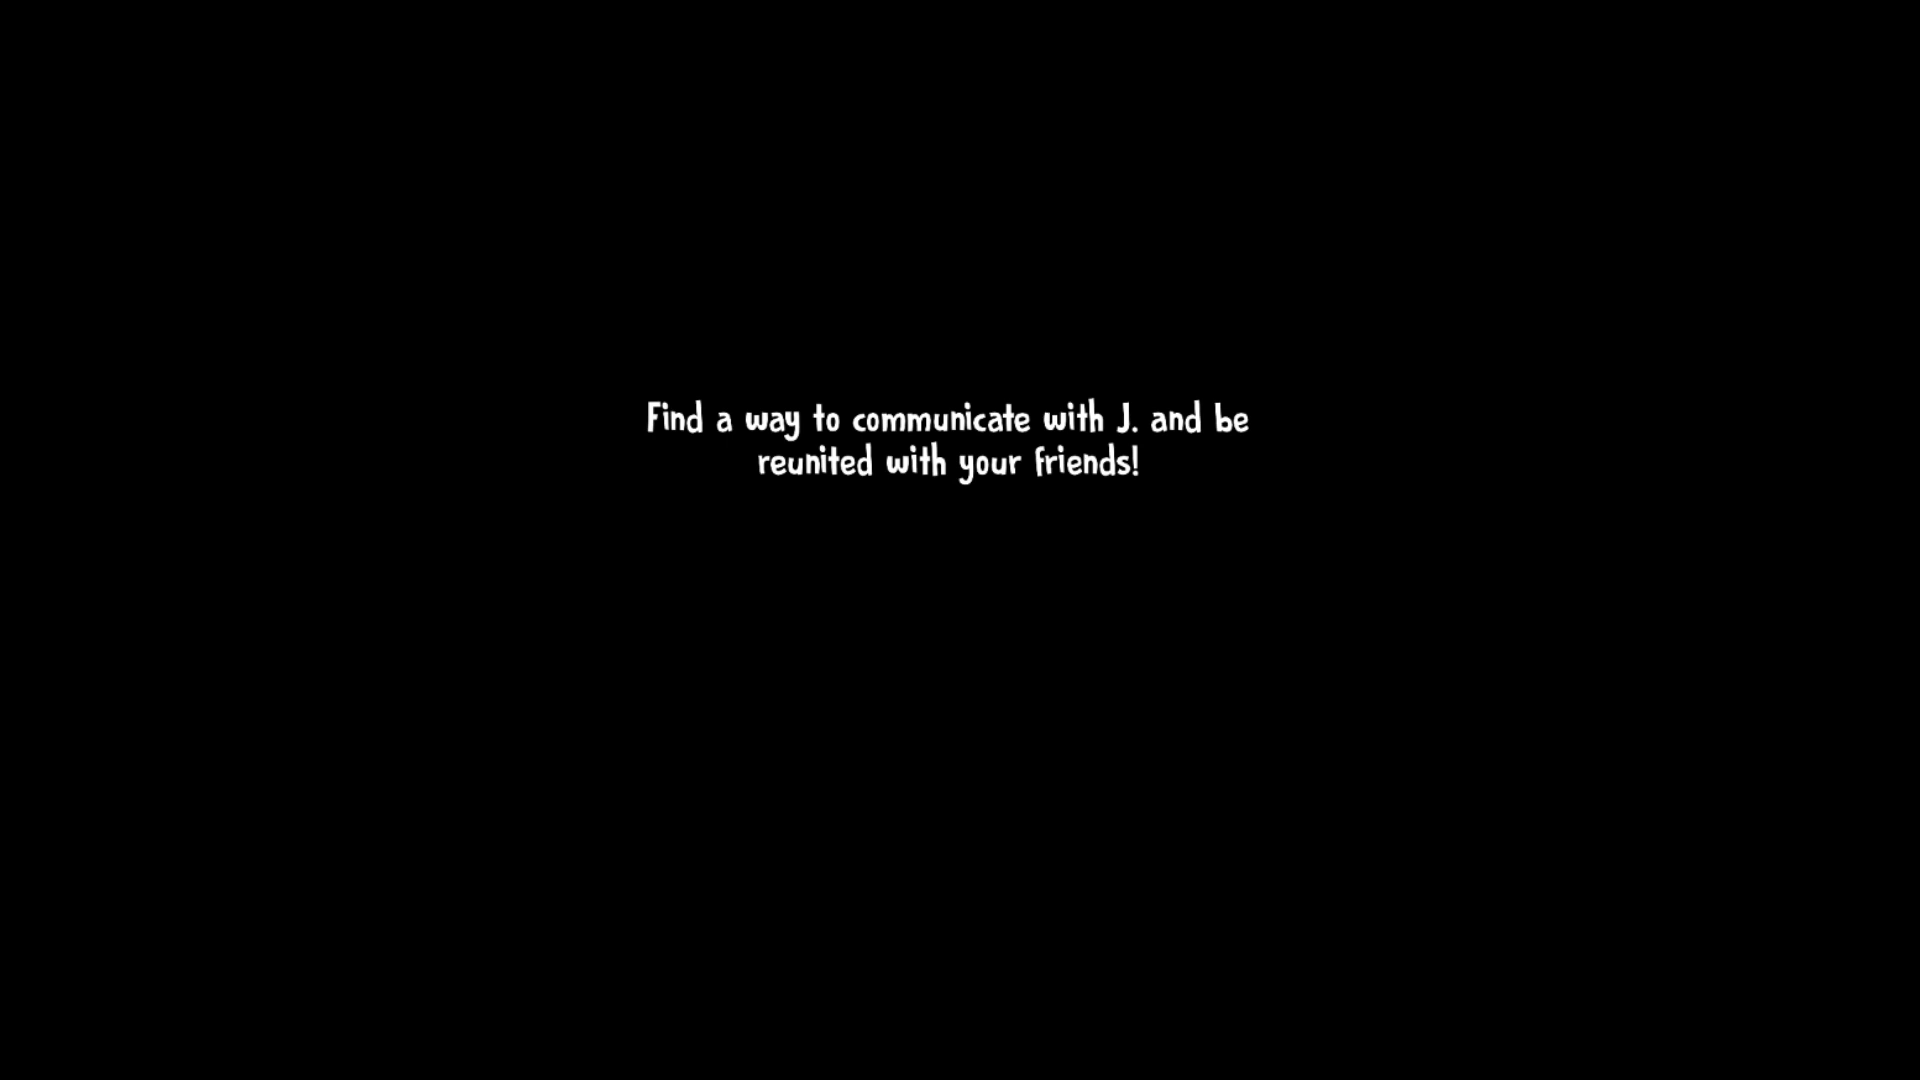 Find a way to communicate with J. and be
reunited with your friends!